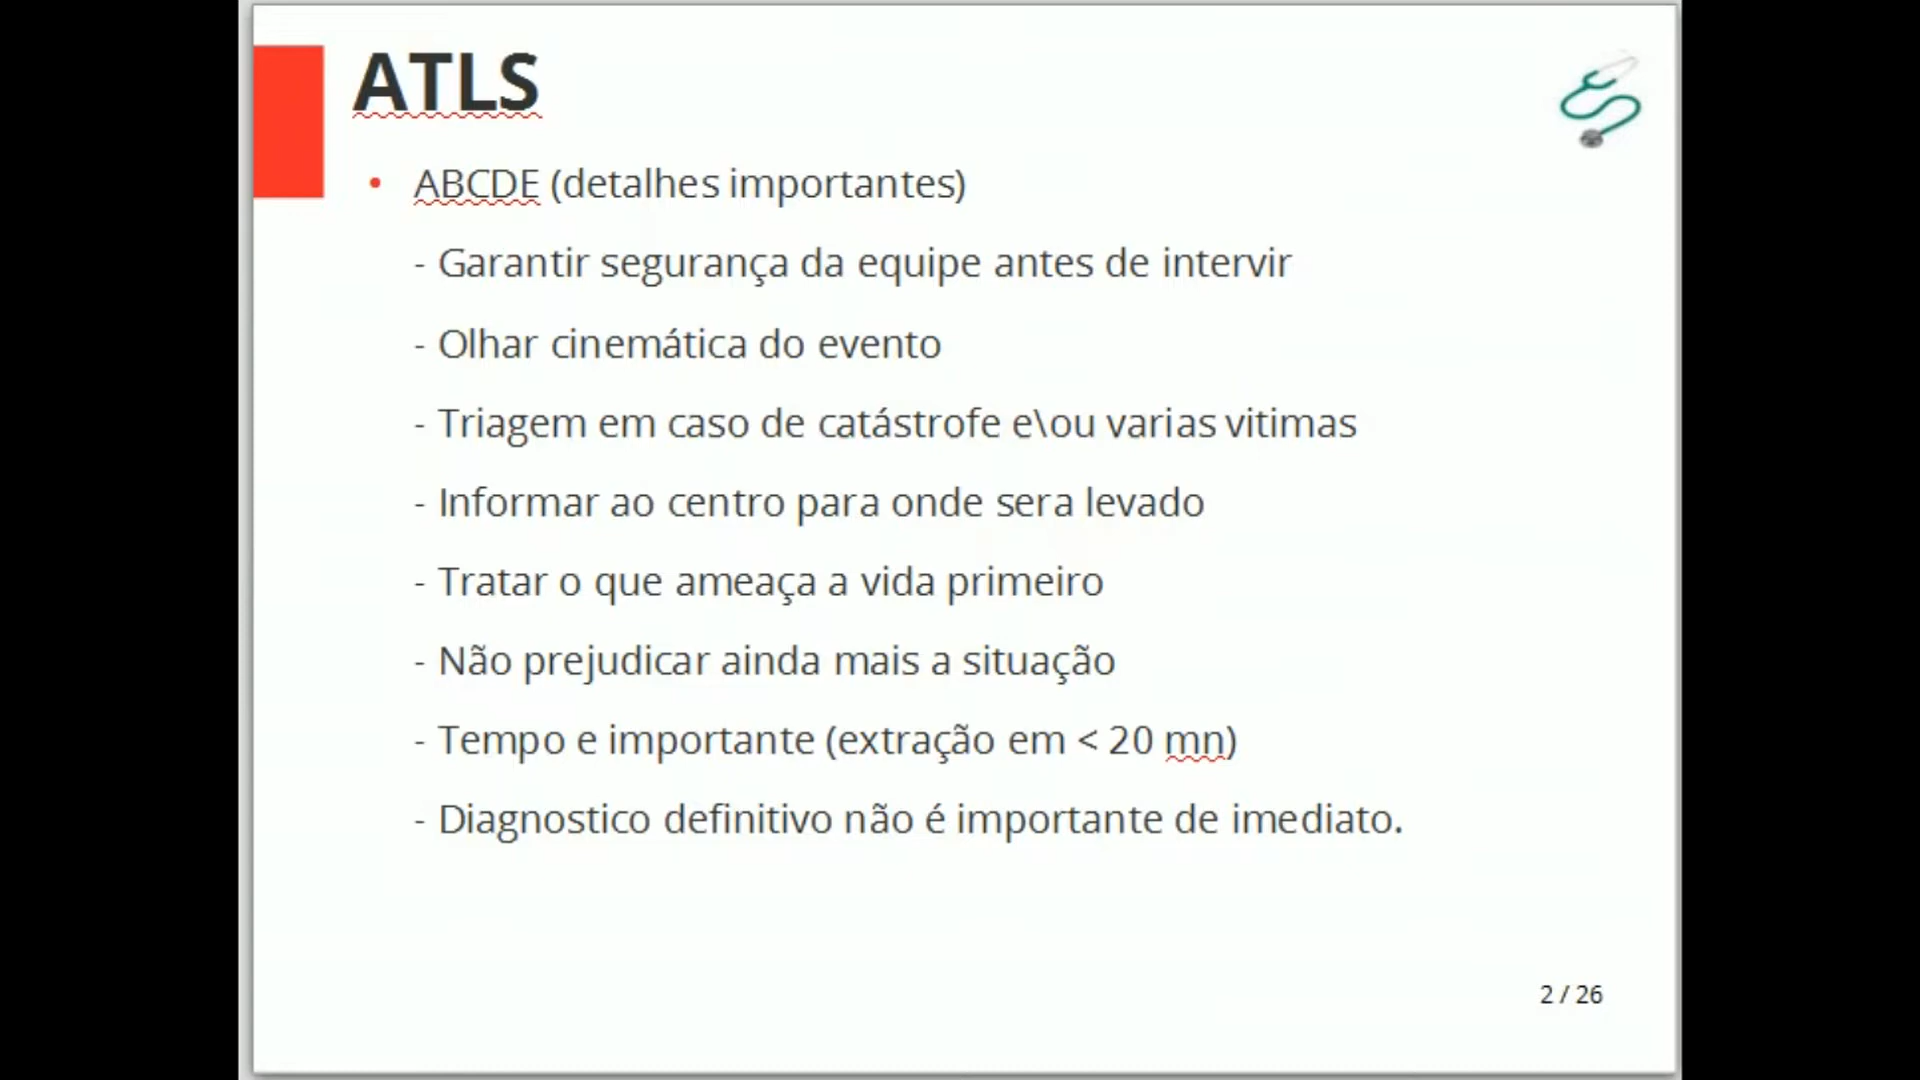 ATLS
• ABCDE (detalhes importantes)
- Garantir segurança da equipe antes de intervir
- Olhar cinemática do evento
- Triagem em caso de catástrofe e\ou varias vitimas
- Informar ao centro para onde sera levado
- Tratar o que ameaça a vida primeiro
- Não prejudicar ainda mais a situação
- Tempo e importante (extração em < 20 mn)
- Diagnostico definitivo não é importante de imediato.
2 / 26